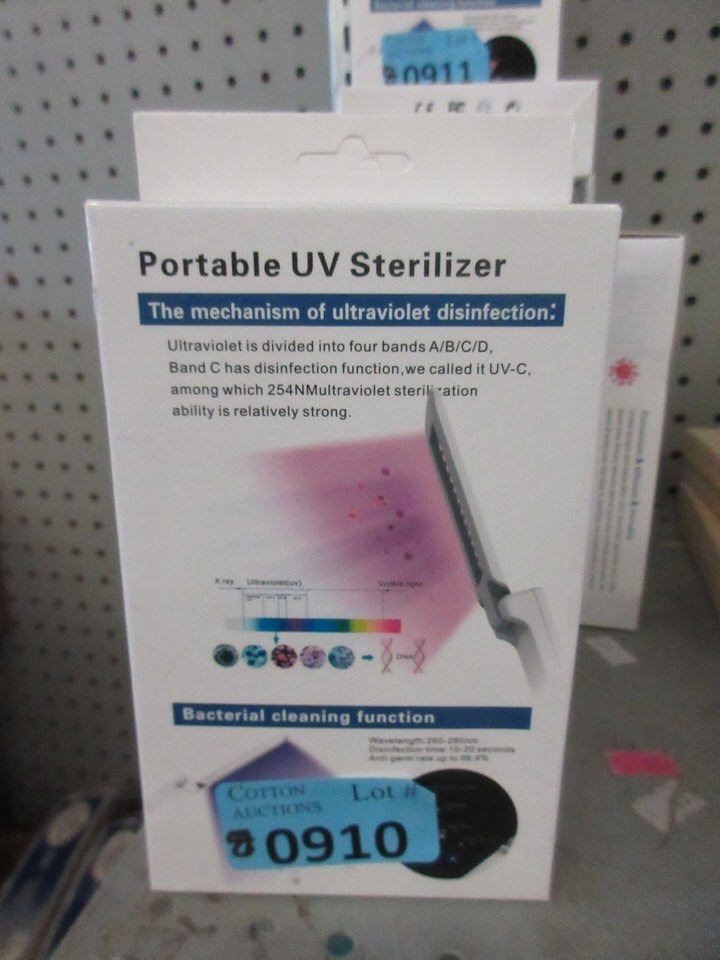 Lot
0911
Portable UV Sterilizer
The mechanism of ultraviolet disinfection:
Ultraviolet is divided into four bands A/B/C/D,
Band C has disinfection function,we called it UV-C,
among which 254NMultraviolet sterilization
ability is relatively strong.
X ray Ultraviolet(uv) Visible light
DNA
Bacterial cleaning function
Wavelength:260-280nm
Disinfection time:10-20 seconds
Anti-germ rate up to 99.9%
COTTON AUCTIONS
Lot #
0910